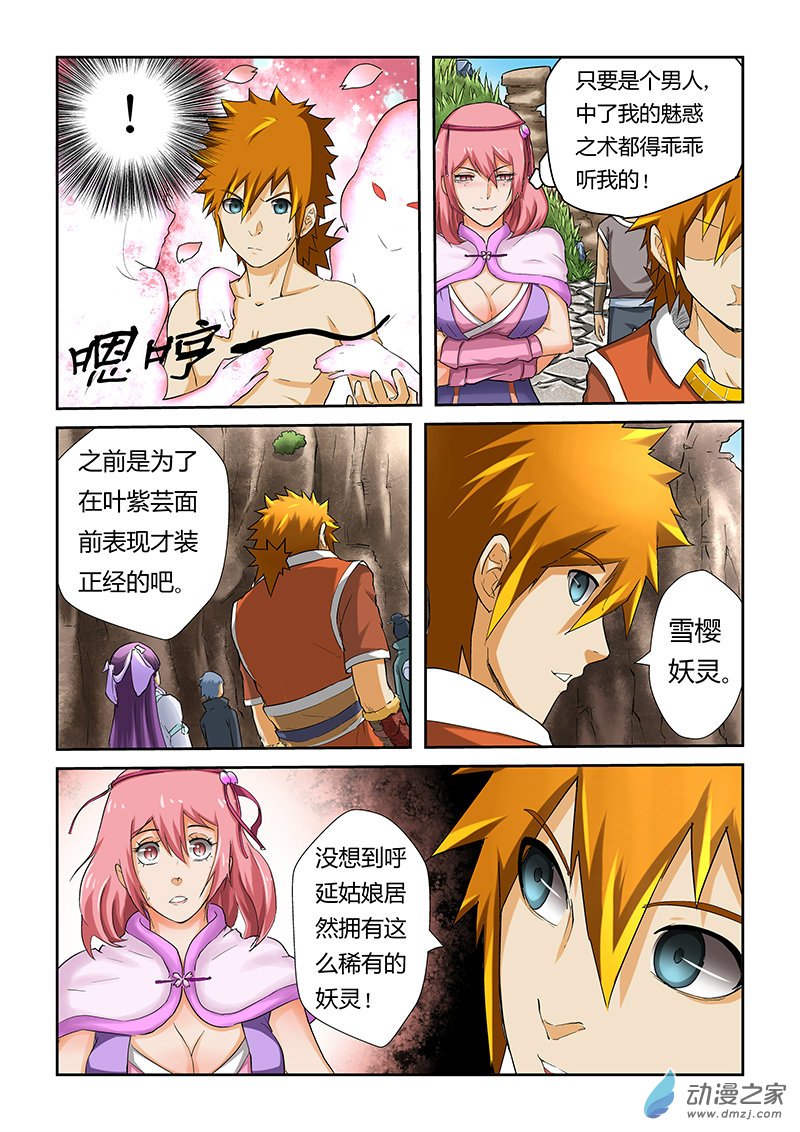 ！
嗯哼
只要是个男人，
中了我的魅惑
之术都得乖乖
听我的！
之前是为了
在叶紫芸面
前表现才装
正经的吧。
雪樱
妖灵。
没想到呼
延姑娘居
然拥有这
么稀有的
妖灵！
动漫之家
www.dmzj.com